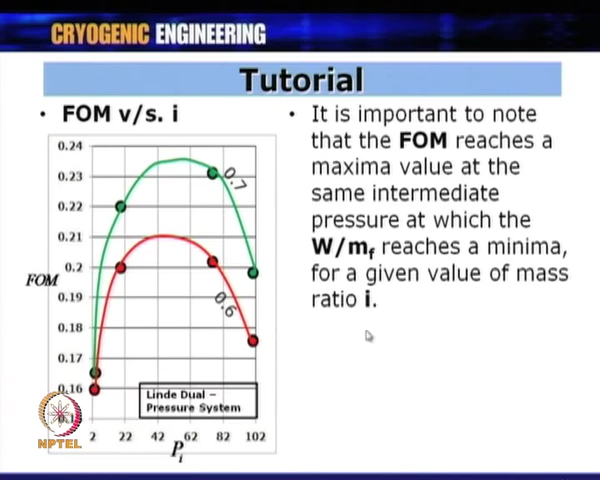 CRYOGENIC ENGINEERING
Tutorial
• FOM v/s. i
0.24
0.23
0.22
0.21
0.2
0.19
0.18
0.17
0.16
FOM
0.7
0.6
Linde Dual –
Pressure System
2 22 42 62 82 102
Pi
NPTEL
• It is important to note
that the FOM reaches a
maxima value at the
same intermediate
pressure at which the
W/mf reaches a minima,
for a given value of mass
ratio i.